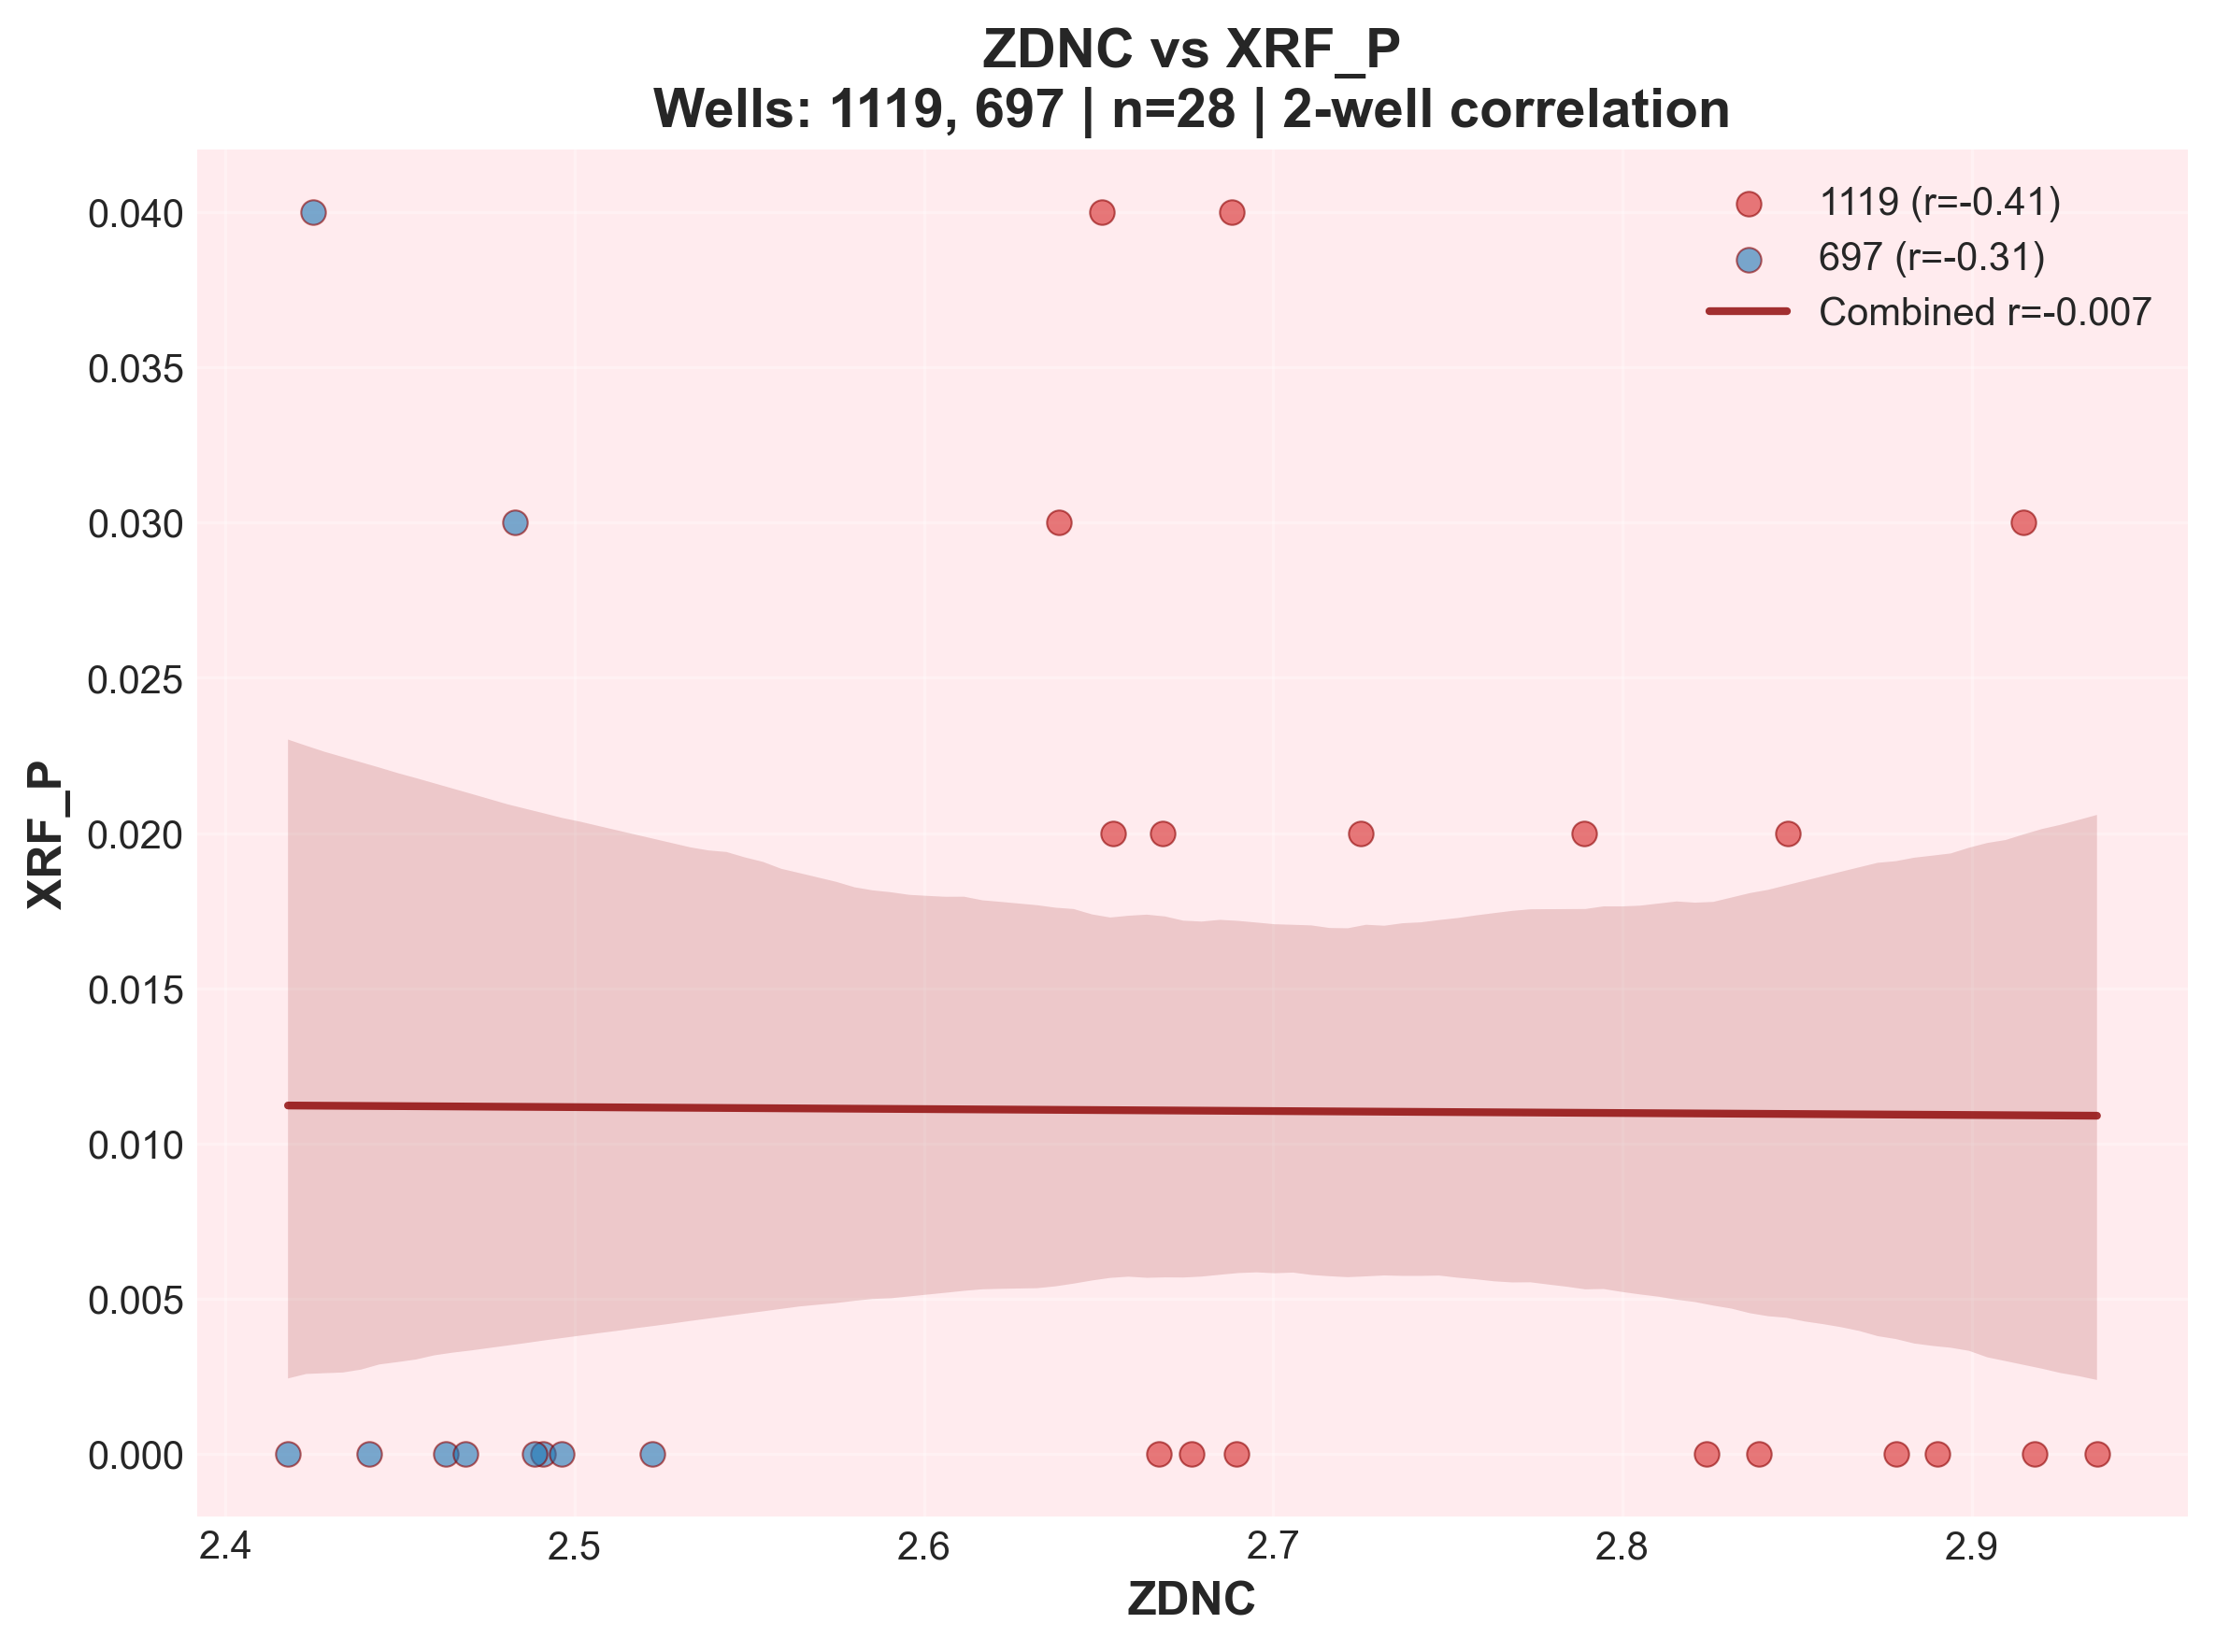 ZDNC vs XRF_P
Wells: 1119, 697 | n=28 | 2-well correlation
1119 (r=-0.41)
697 (r=-0.31)
Combined r=-0.007
XRF_P
0.040
0.035
0.030
0.025
0.020
0.015
0.010
0.005
0.000
2.4 2.5 2.6 2.7 2.8 2.9
ZDNC